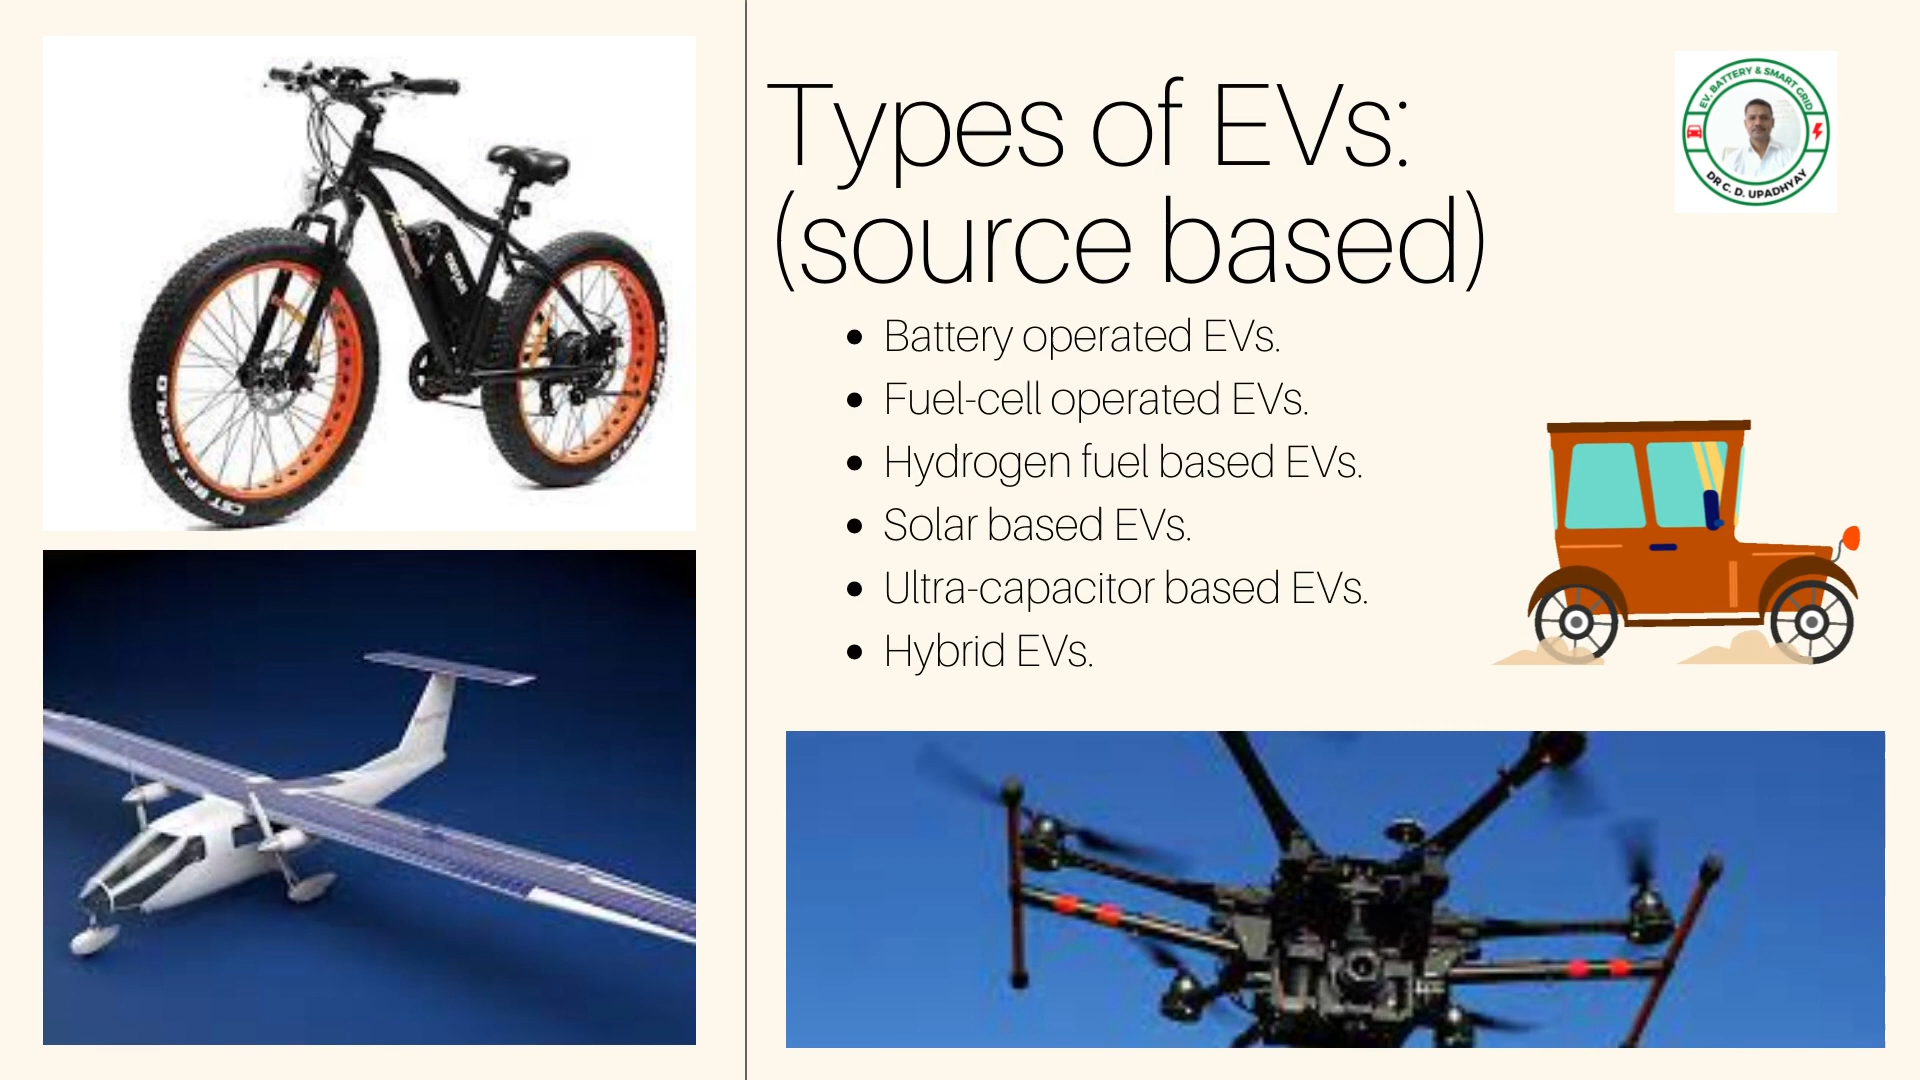 Types of EVs:
(source based)
EV. BATTERY & SMART GRID
DR C. D. UPADHYAY
Battery operated EVs.
Fuel-cell operated EVs.
Hydrogen fuel based EVs.
Solar based EVs.
Ultra-capacitor based EVs.
Hybrid EVs.